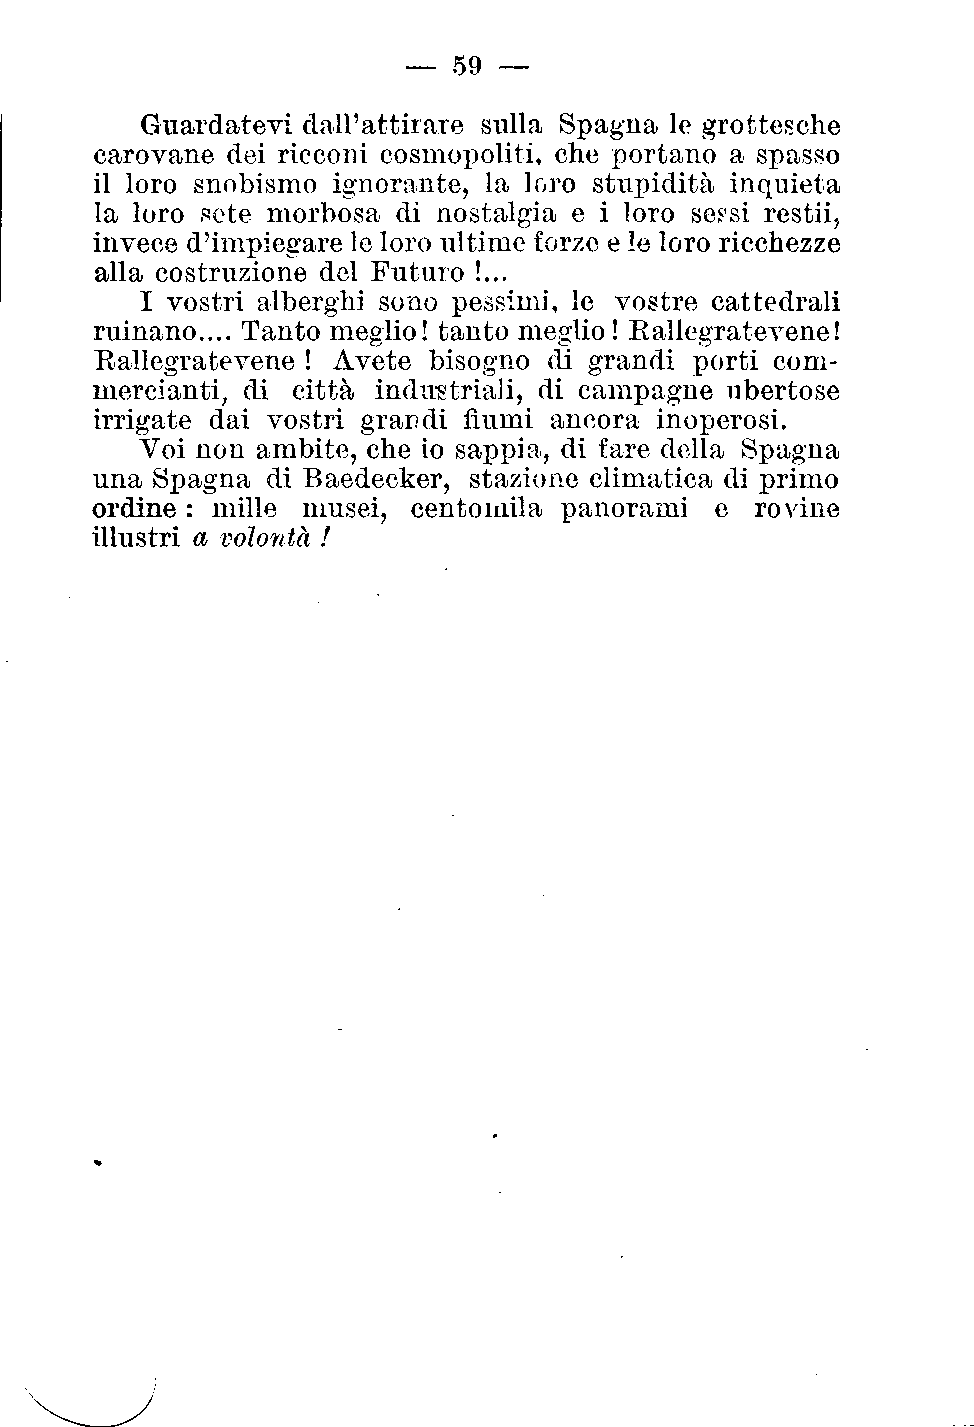 — 59 —
Guardatevi dall'attirare sulla Spagna le grottesche
carovane dei ricconi cosmopoliti, che portano a spasso
il loro snobismo ignorante, la loro stupidità inquieta
la loro sete morbosa di nostalgia e i loro sessi restii,
invece d'impiegare le loro ultime forze e le loro ricchezze
alla costruzione del Futuro !...
I vostri alberghi sono pessimi, le vostre cattedrali
ruinano.... Tanto meglio! tanto meglio! Rallegratevene!
Rallegratevene ! Avete bisogno di grandi porti com-
mercianti, di città industriali, di campagne ubertose
irrigate dai vostri grandi fiumi ancora inoperosi.
Voi non ambite, che io sappia, di fare della Spagna
una Spagna di Baedecker, stazione climatica di primo
ordine : mille musei, centomila panorami e rovine
illustri a volontà !